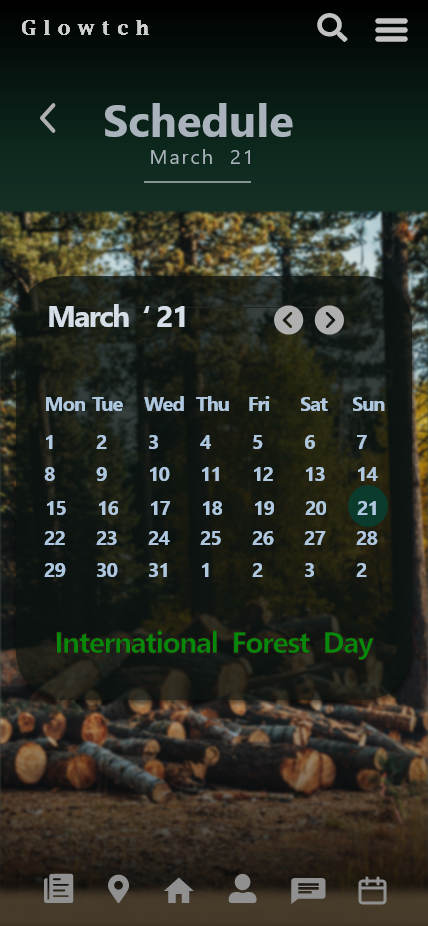 Glowtch
Schedule
March 21
March ‘ 21
Mon Tue Wed Thu Fri Sat Sun
1 2 3 4 5 6 7
8 9 10 11 12 13 14
15 16 17 18 19 20 21
22 23 24 25 26 27 28
29 30 31 1 2 3 2
International Forest Day